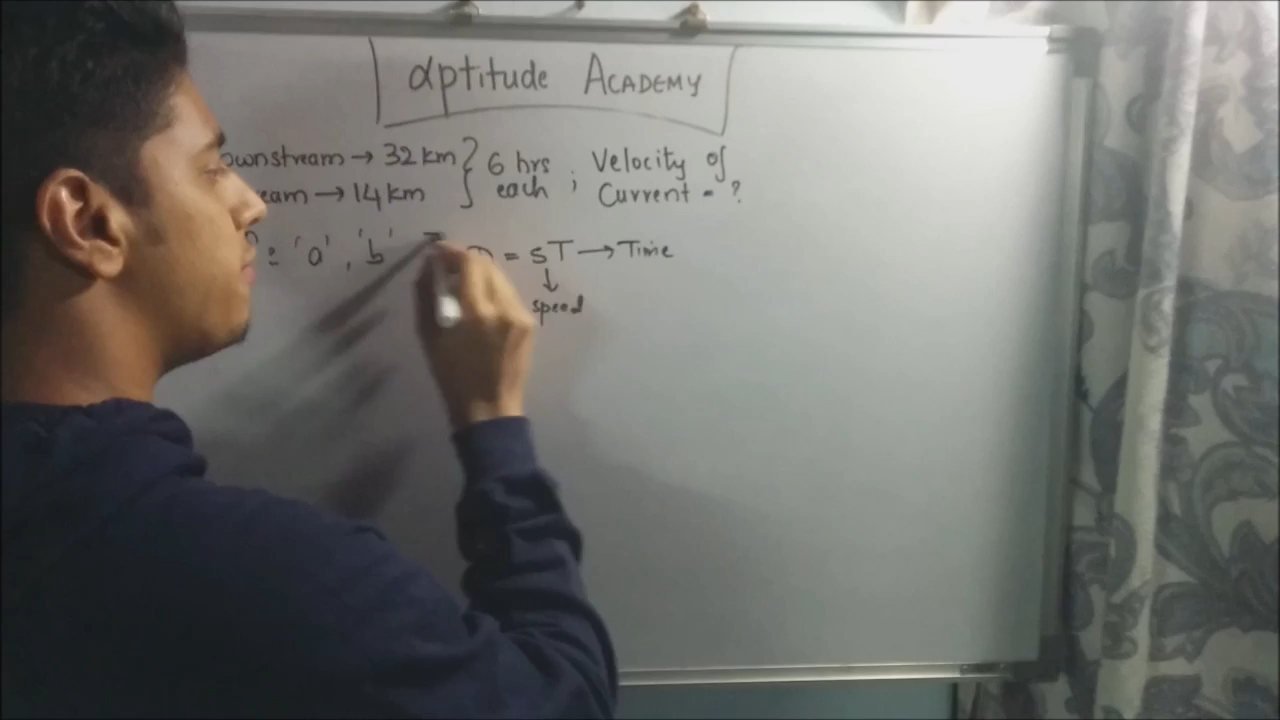 aptitude ACADEMY
ownstream → 32 km } 6 hrs each ; Velocity of Current = ?
eam → 14 km
: 'a', 'b' D = ST → Time
↓
speed